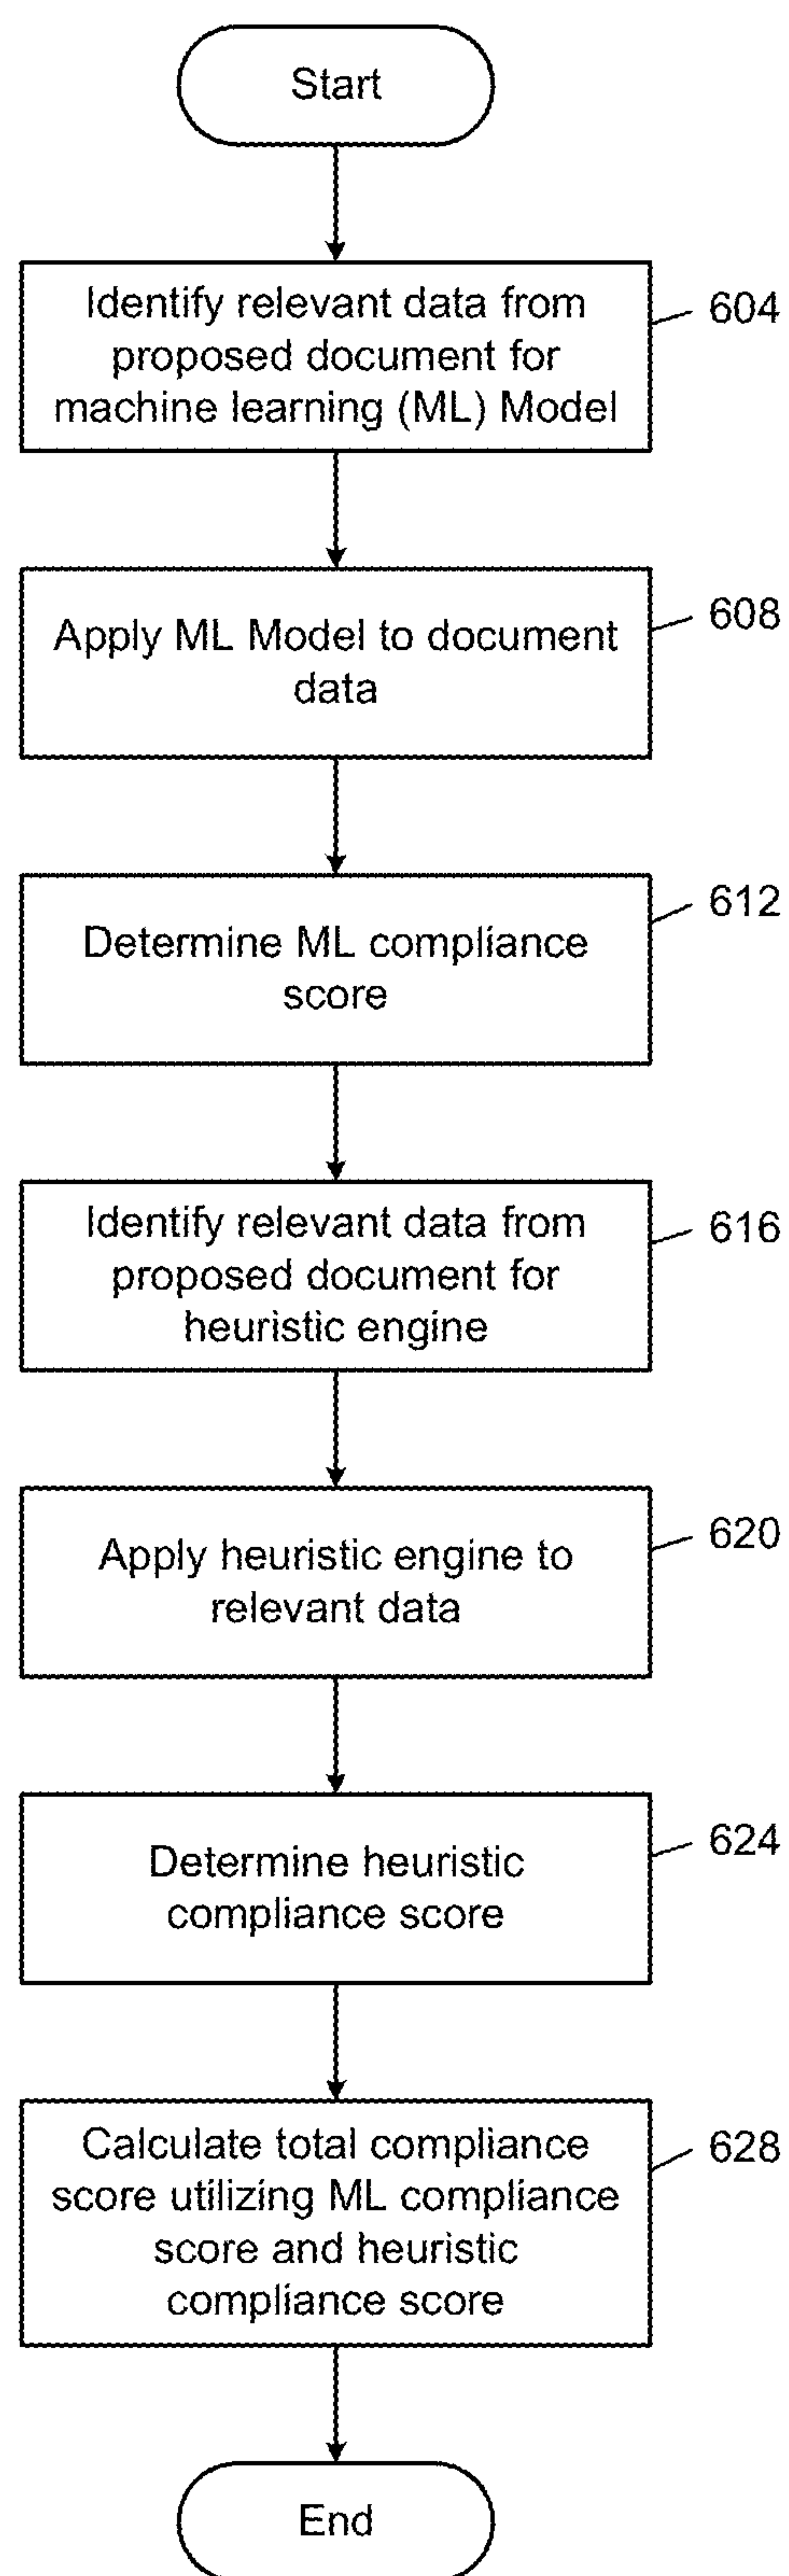 Start
Identify relevant data from
proposed document for
machine learning (ML) Model
604
Apply ML Model to document
data
608
Determine ML compliance
score
612
Identify relevant data from
proposed document for
heuristic engine
616
Apply heuristic engine to
relevant data
620
Determine heuristic
compliance score
624
Calculate total compliance
score utilizing ML compliance
score and heuristic
compliance score
628
End